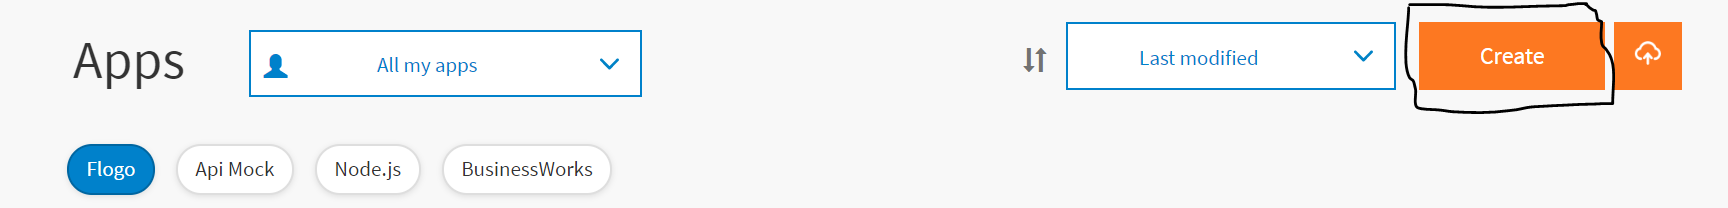 Apps All my apps Last modified Create
Flogo Api Mock Node.js BusinessWorks